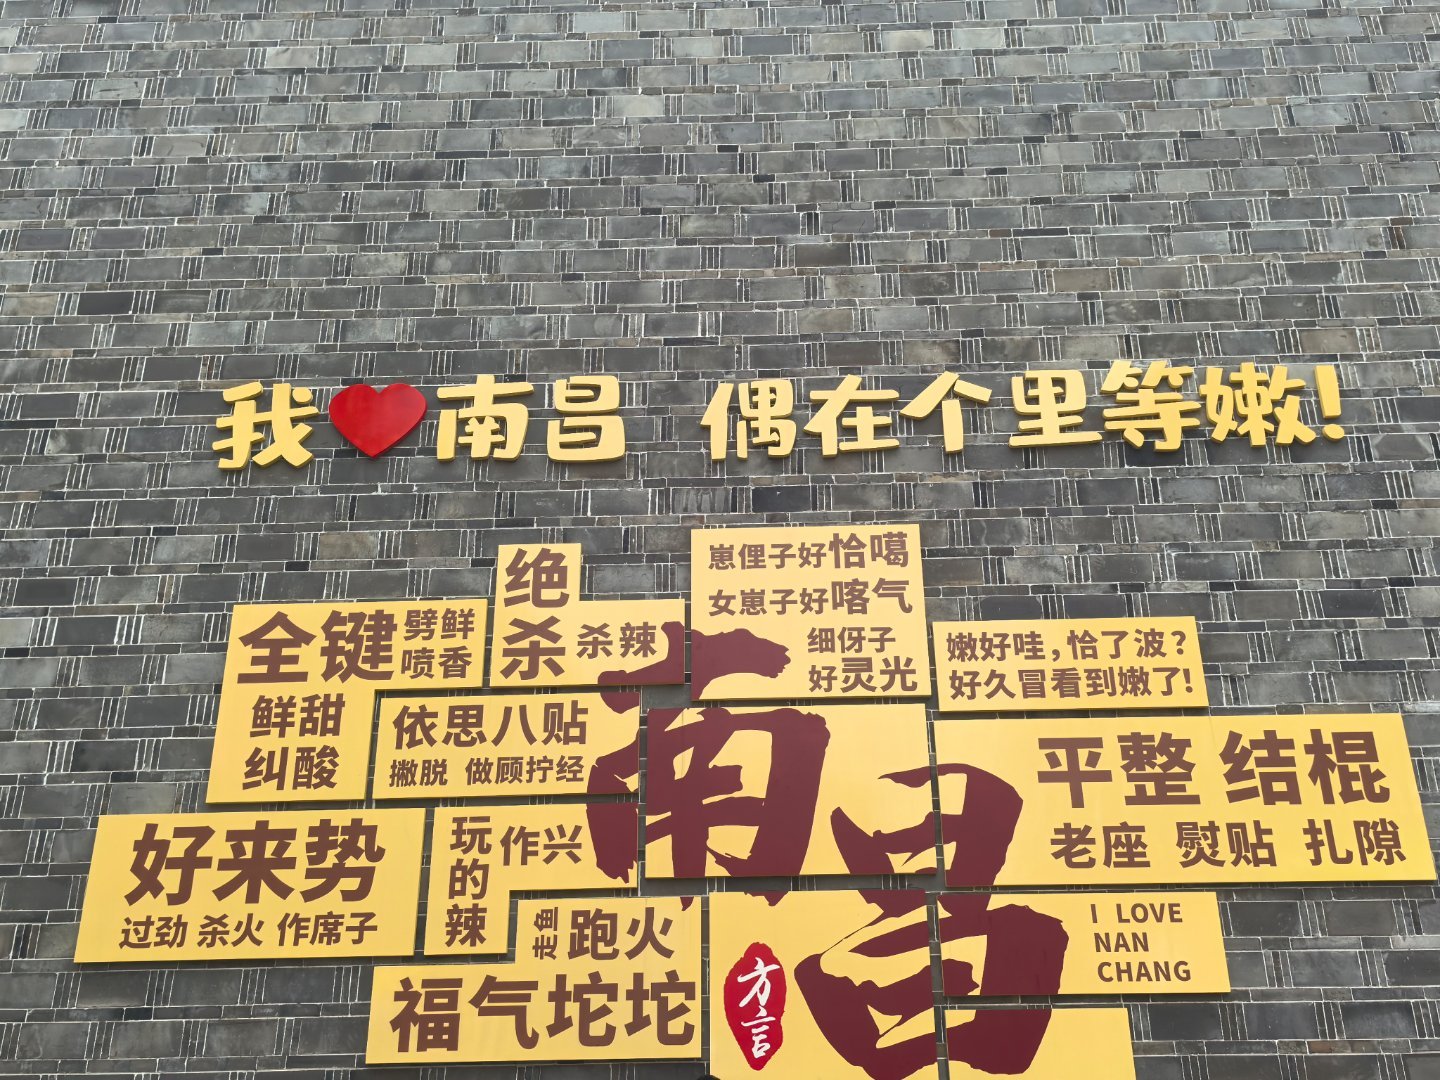 我❤南昌 偶在个里等嫩!
绝杀
杀辣
崽俚子好恰噶
女崽子好喀气
细伢子
好灵光
全键
劈鲜
喷香
鲜甜
纠酸
嫩好哇,恰了波?
好久冒看到嫩了!
依思八贴
撇脱 做顾拧经
南昌
平整 结棍
老座 熨贴 扎隙
好来势
过劲 杀火 作席子
玩的辣
作兴
走鱼
跑火
福气坨坨
方言
I LOVE
NAN
CHANG